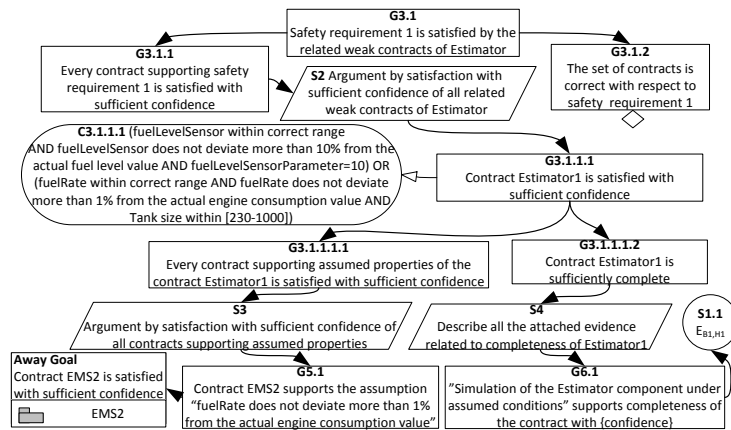 G3.1
Safety requirement 1 is satisfied by the
related weak contracts of Estimator
G3.1.1
Every contract supporting safety
requirement 1 is satisfied with
sufficient confidence
S2 Argument by satisfaction with
sufficient confidence of all related
weak contracts of Estimator
G3.1.2
The set of contracts is
correct with respect to
safety requirement 1
C3.1.1.1 (fuelLevelSensor within correct range
AND fuelLevelSensor does not deviate more than 10% from the
actual fuel level value AND fuelLevelSensorParameter=10) OR
(fuelRate within correct range AND fuelRate does not deviate
more than 1% from the actual engine consumption value AND
Tank size within [230-1000])
G3.1.1.1
Contract Estimator1 is satisfied with
sufficient confidence
G3.1.1.1.1
Every contract supporting assumed properties of the
contract Estimator1 is satisfied with sufficient confidence
G3.1.1.1.2
Contract Estimator1 is
sufficiently complete
S3
Argument by satisfaction with sufficient confidence of
all contracts supporting assumed properties
S4
Describe all the attached evidence
related to completeness of Estimator1
S1.1
EB1,H1
Away Goal
Contract EMS2 is satisfied
with sufficient confidence
EMS2
G5.1
Contract EMS2 supports the assumption
“fuelRate does not deviate more than 1%
from the actual engine consumption value”
G6.1
”Simulation of the Estimator component under
assumed conditions” supports completeness of
the contract with {confidence}